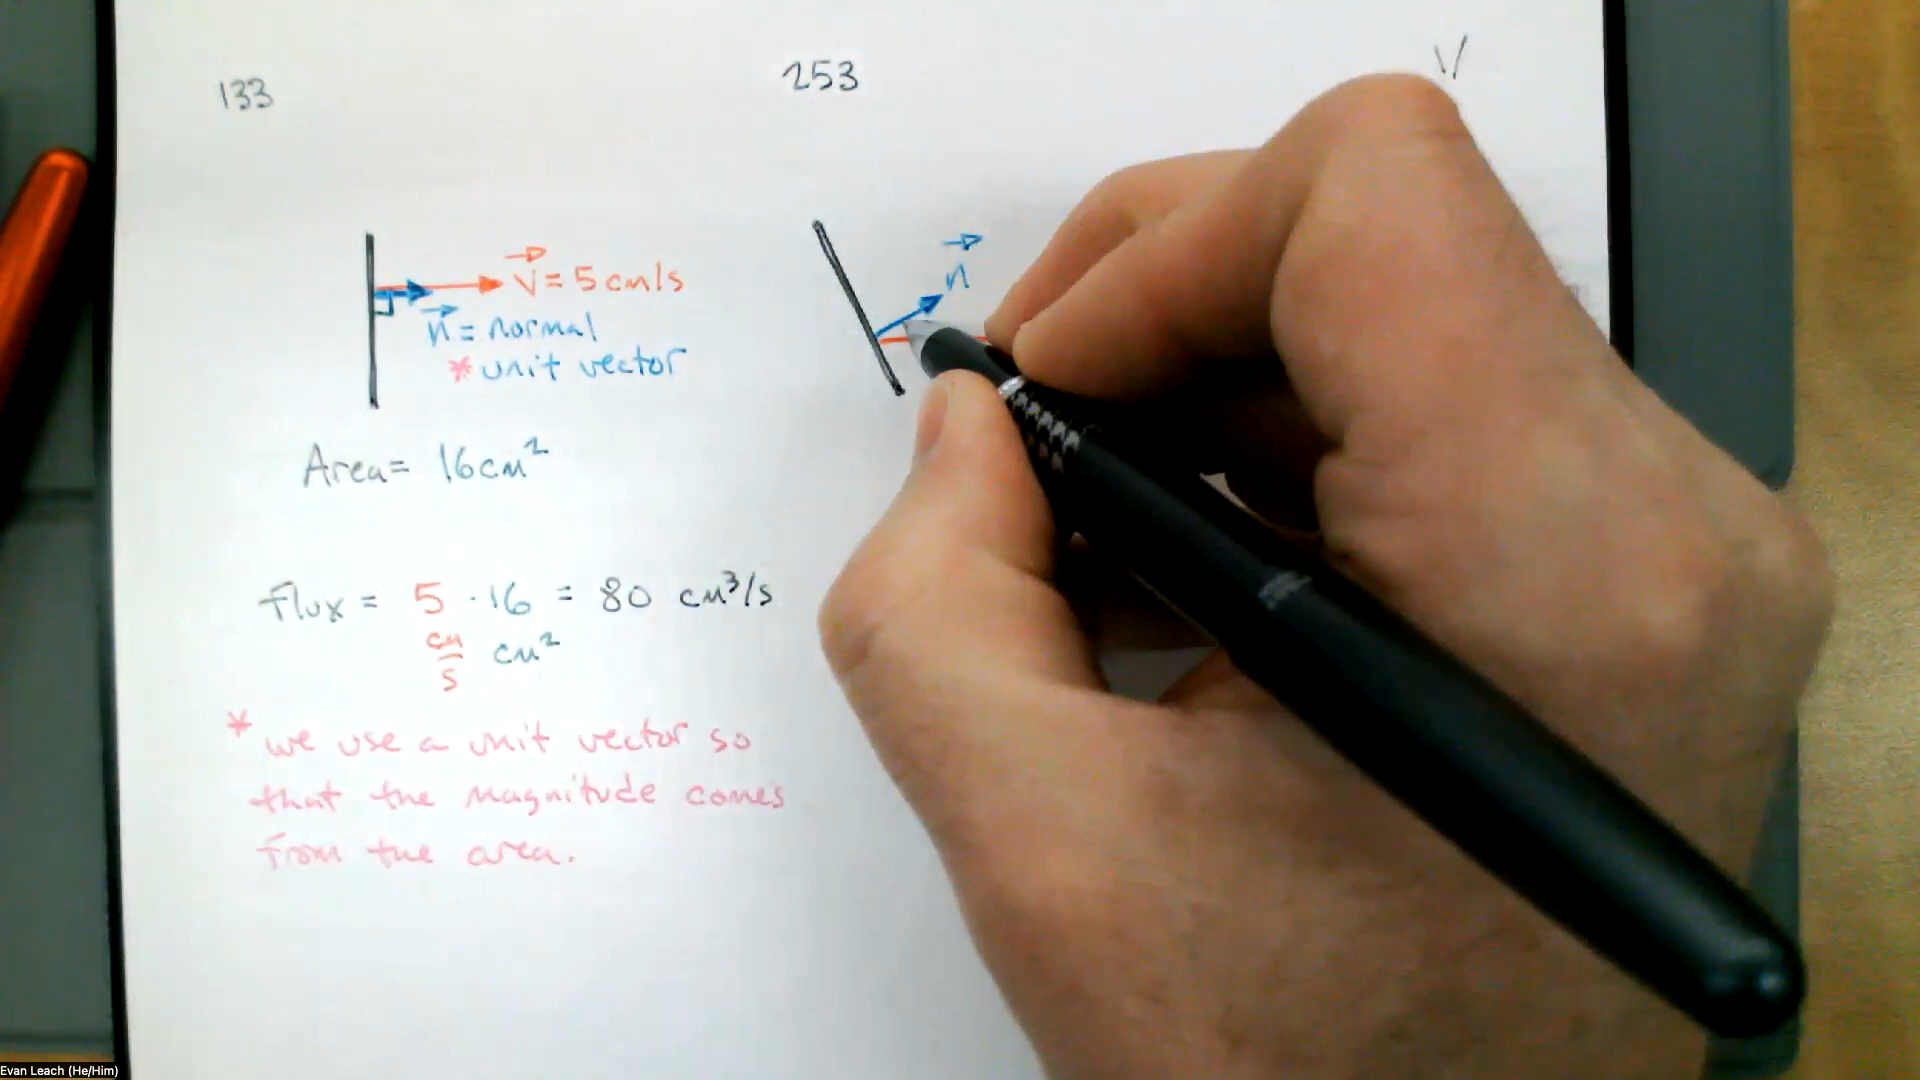 133
253
V
v = 5 cm/s
n = normal
* unit vector
n
Area = 16cm²
flux = 5 · 16 = 80 cm³/s
cm/s cm²
* we use a unit vector so
that the magnitude comes
from the area.
Evan Leach (He/Him)